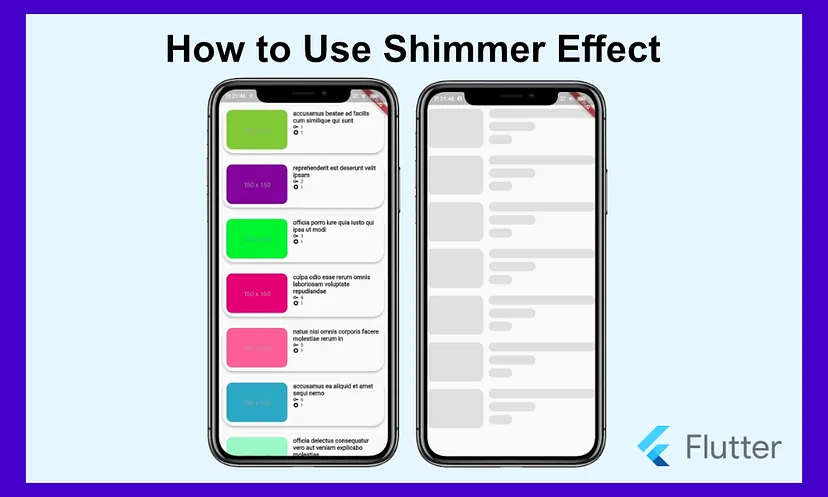 How to Use Shimmer Effect
21:46
accusamus beatae ad facilis
cum similique qui sunt
1
1
reprehenderit est deserunt velit
ipsam
150 x 150
2
1
officia porro iure quia iusto qui
ipsa ut modi
3
1
culpa odio esse rerum omnis
laboriosam voluptate
repudiandae
150 x 150
4
1
natus nisi omnis corporis facere
molestiae rerum in
5
1
accusamus ea aliquid et amet
sequi nemo
150 x 150
6
1
officia delectus consequatur
vero aut veniam explicabo
molestias
21:46
Flutter